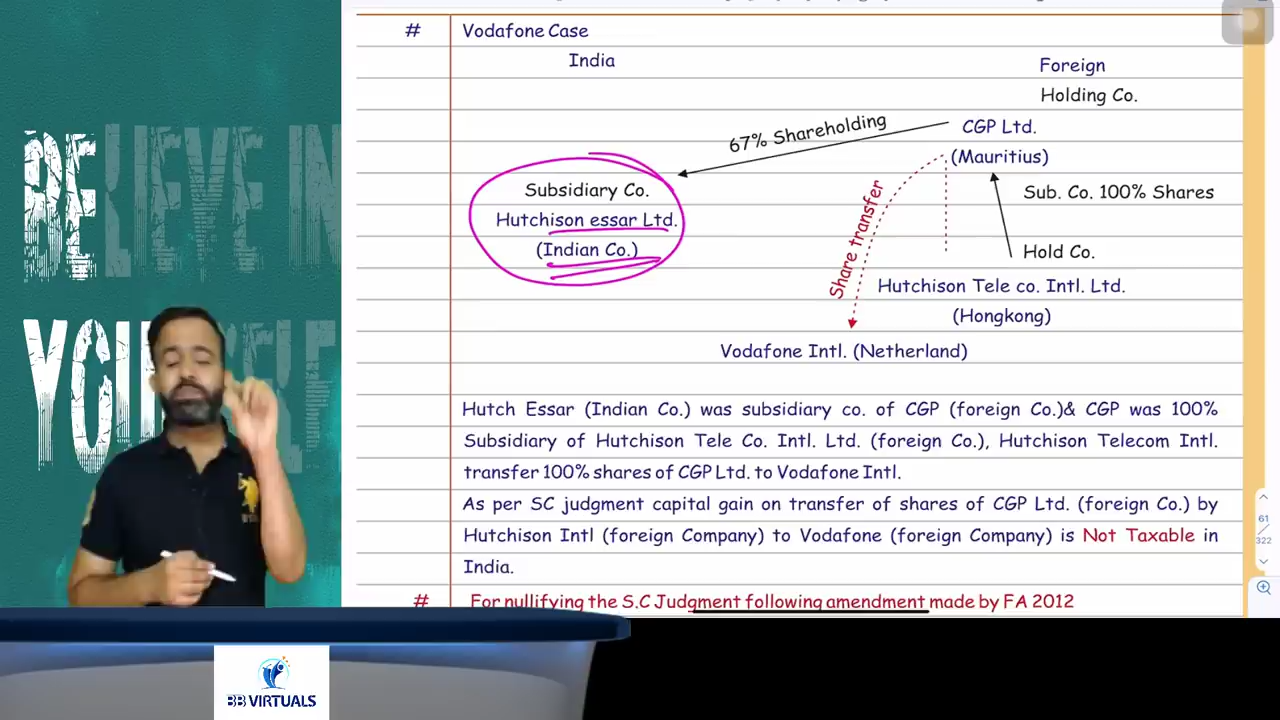 BELIEVE IN
# Vodafone Case
India
Foreign
Holding Co.
67% Shareholding
CGP Ltd.
(Mauritius)
Subsidiary Co.
Sub. Co. 100% Shares
Hutchison essar Ltd.
(Indian Co.)
Share transfer
Hold Co.
Hutchison Tele co. Intl. Ltd.
(Hongkong)
Vodafone Intl. (Netherland)
Hutch Essar (Indian Co.) was subsidiary co. of CGP (foreign Co.)& CGP was 100%
Subsidiary of Hutchison Tele Co. Intl. Ltd. (foreign Co.), Hutchison Telecom Intl.
transfer 100% shares of CGP Ltd. to Vodafone Intl.
As per SC judgment capital gain on transfer of shares of CGP Ltd. (foreign Co.) by
Hutchison Intl (foreign Company) to Vodafone (foreign Company) is Not Taxable in
India.
# For nullifying the S.C Judgment following amendment made by FA 2012
61
322
BB VIRTUALS